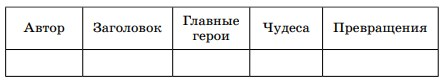 Автор
Заголовок
Главные
герои
Чудеса
Превращения